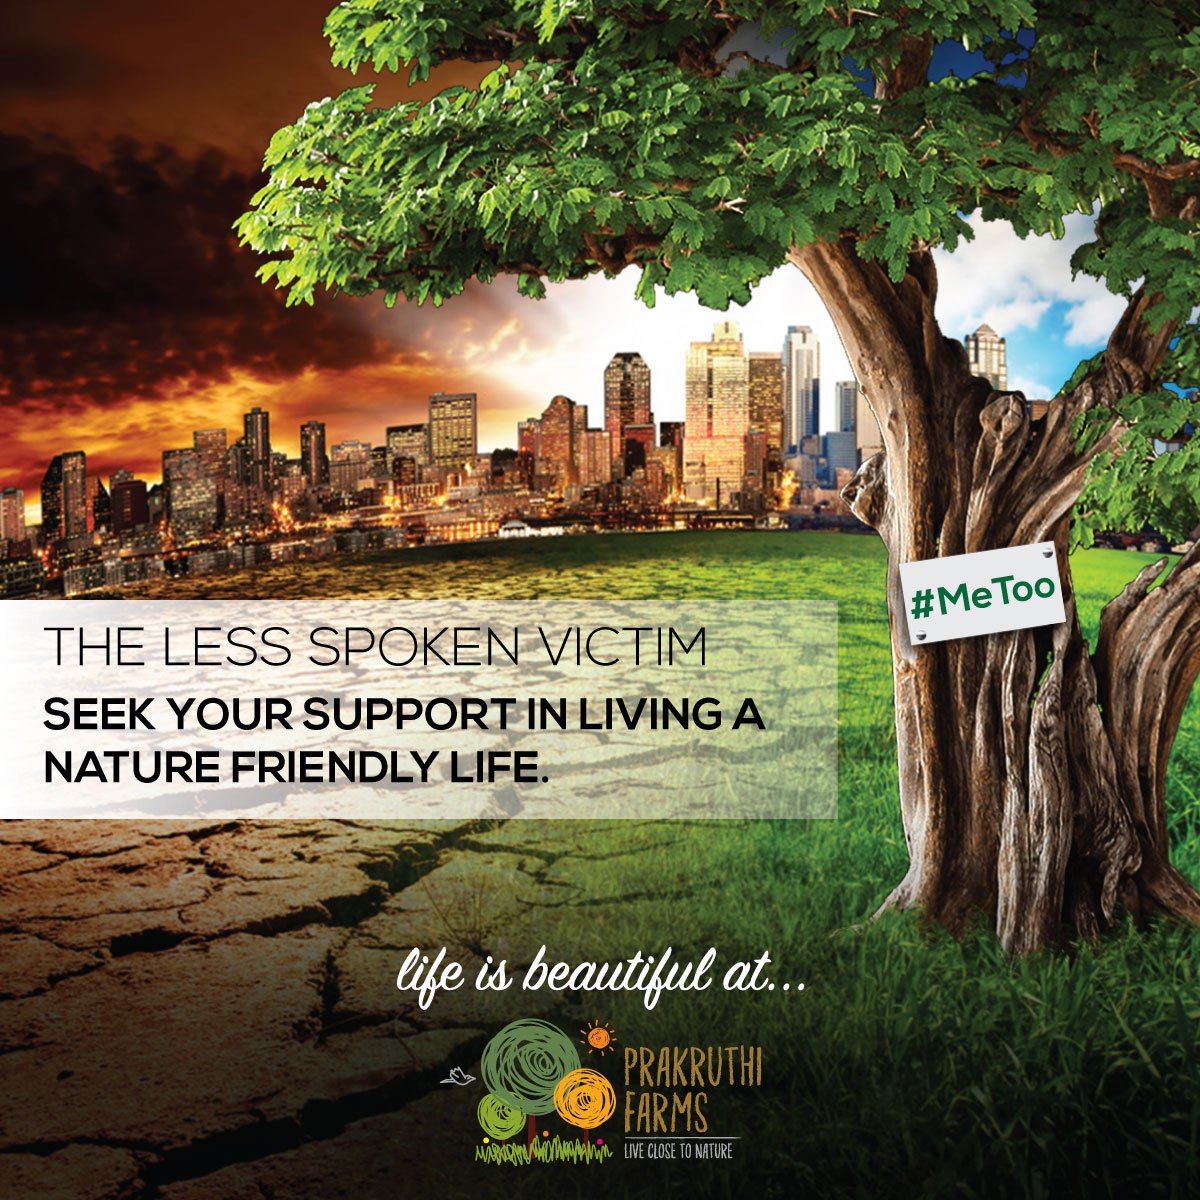 #MeToo
THE LESS SPOKEN VICTIM
SEEK YOUR SUPPORT IN LIVING A
NATURE FRIENDLY LIFE.
life is beautiful at...
PRAKRUTHI
FARMS
LIVE CLOSE TO NATURE